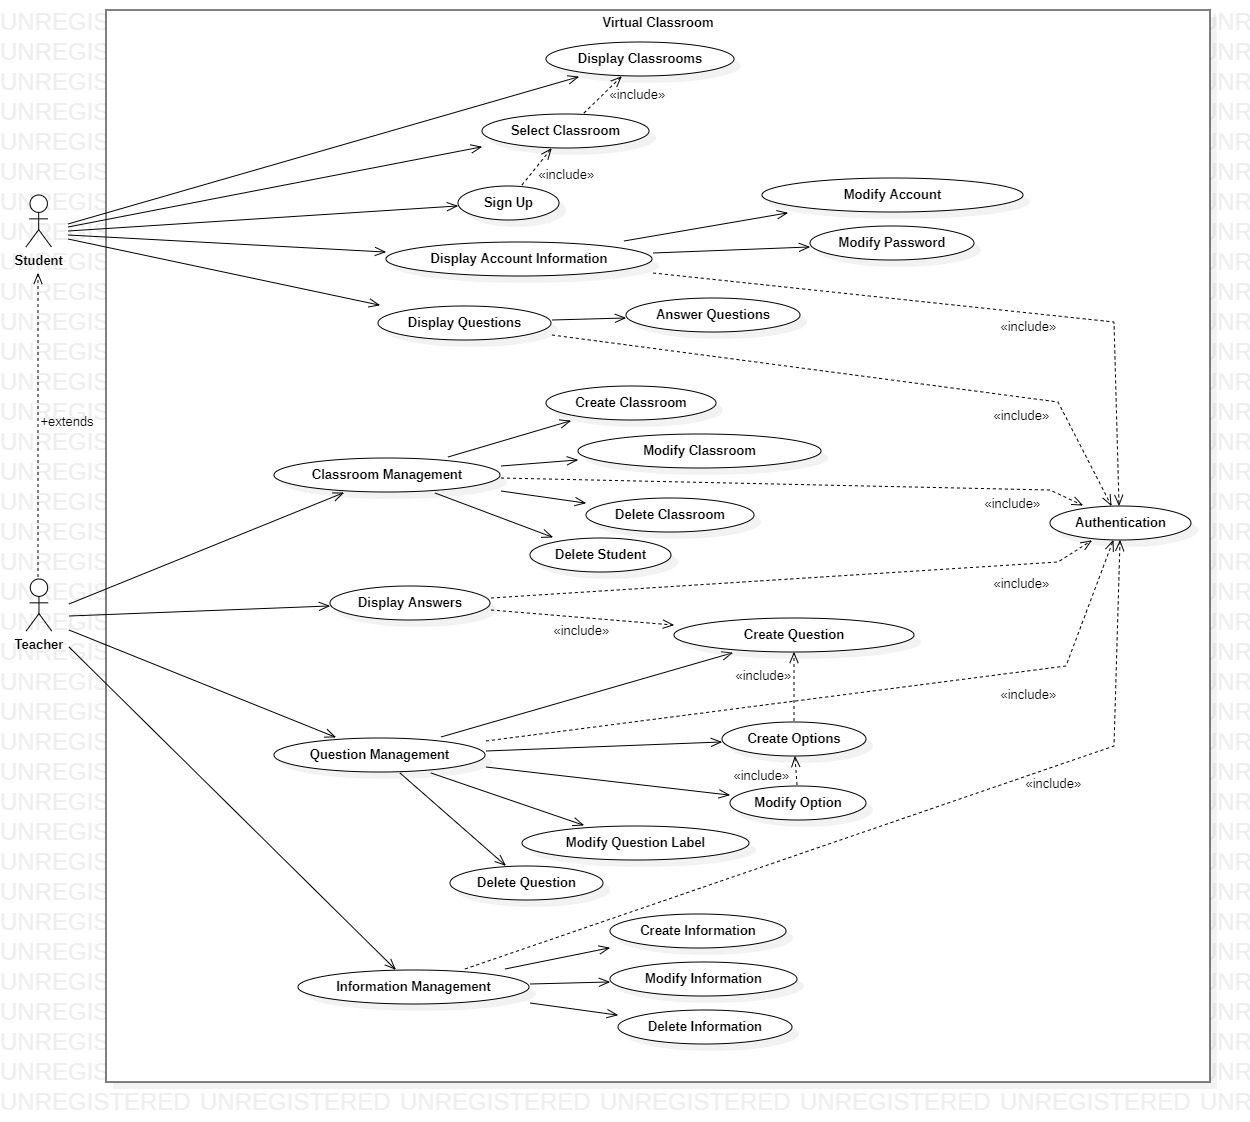 Virtual Classroom
Display Classrooms
«include»
Select Classroom
«include»
Sign Up
Modify Account
Modify Password
Student
Display Account Information
Answer Questions
Display Questions
«include»
Create Classroom
«include»
+extends
Modify Classroom
Classroom Management
«include»
Delete Classroom
Authentication
Delete Student
«include»
Display Answers
«include»
Create Question
Teacher
«include»
«include»
Create Options
Question Management
«include»
«include»
Modify Option
Modify Question Label
Delete Question
Create Information
Modify Information
Information Management
Delete Information
UNREGISTERED UNREGISTERED UNREGISTERED UNREGISTERED UNREGISTERED UNREGISTERED UNR